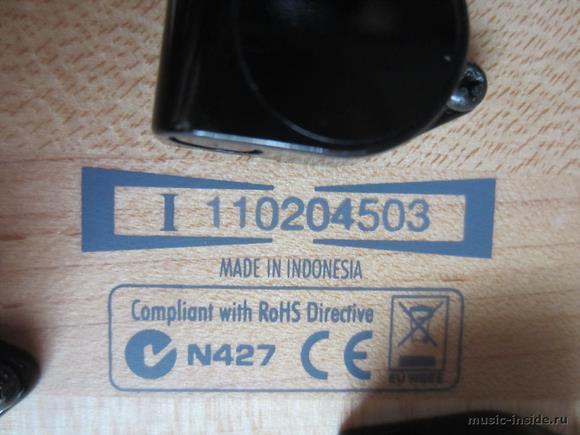 I 110204503
MADE IN INDONESIA
Compliant with RoHS Directive
N427 CE
EU WEEE
music-inside.ru